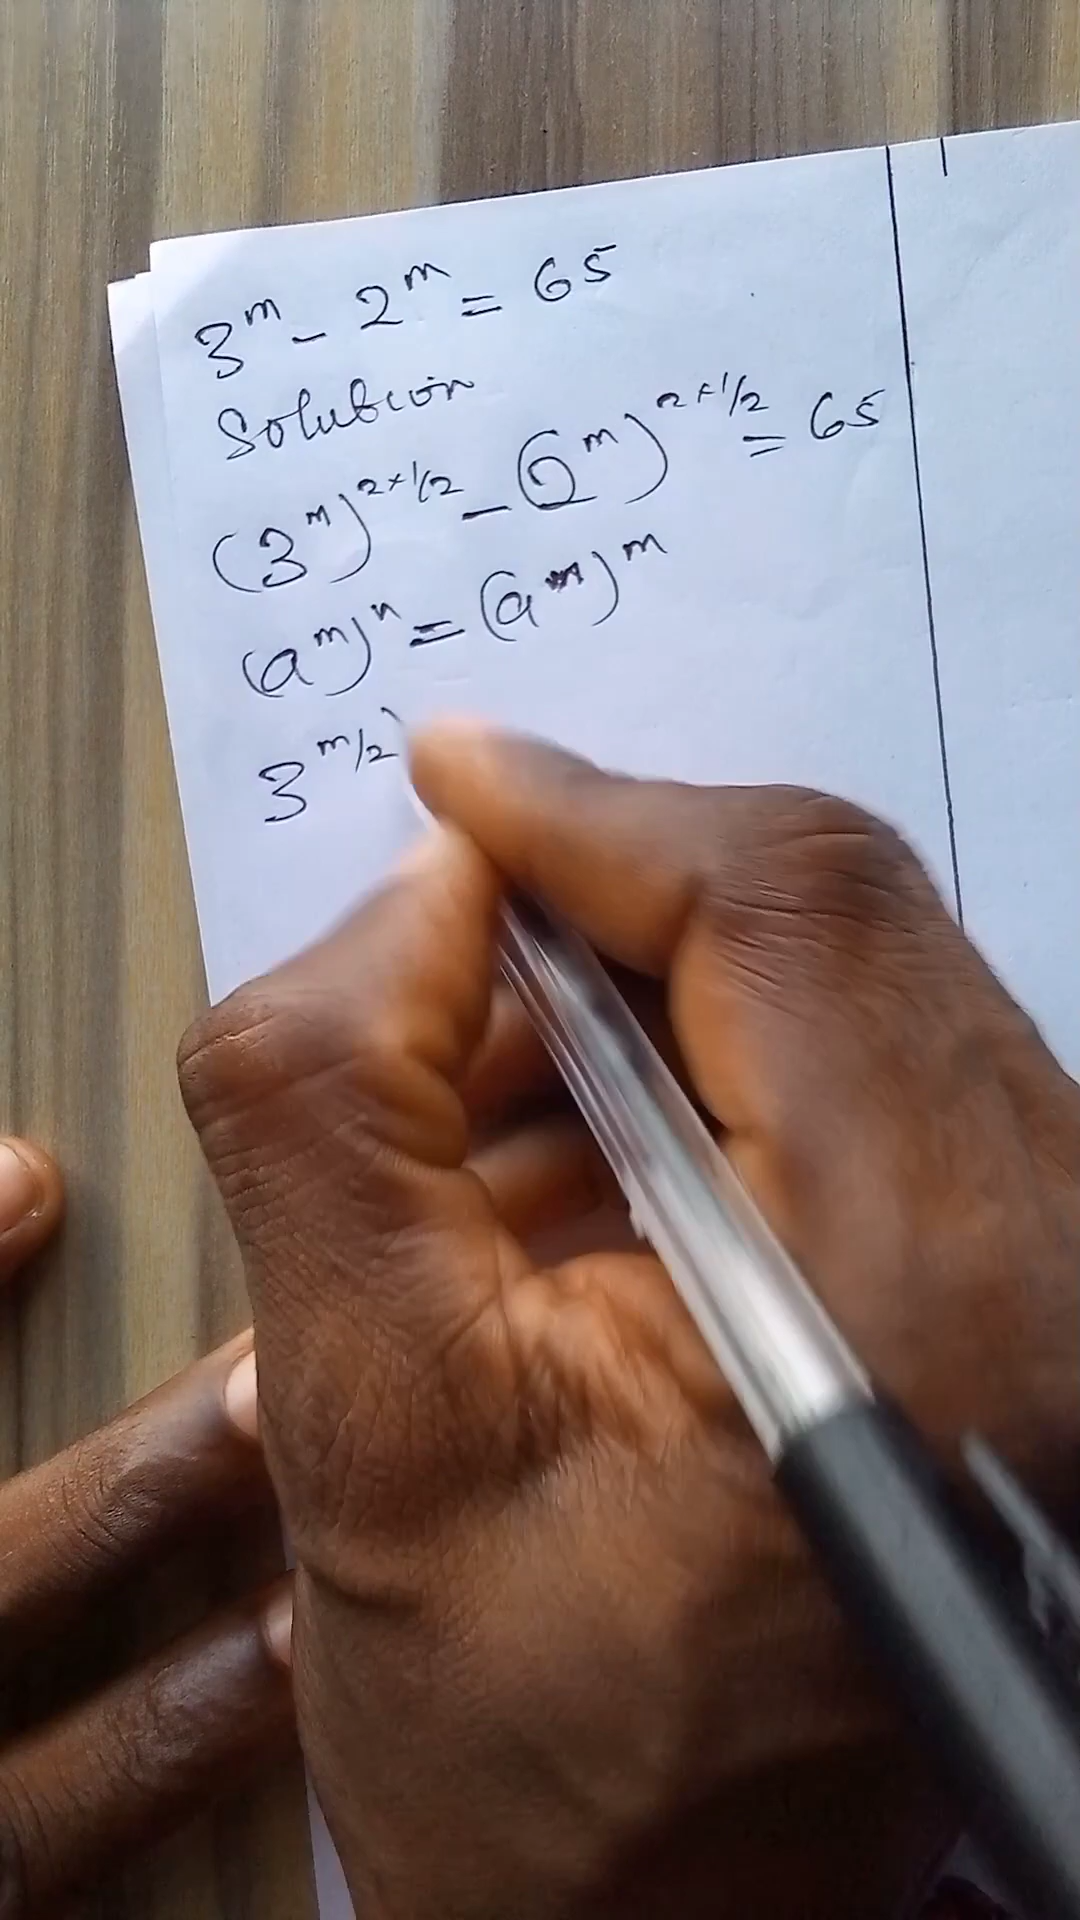 3^m - 2^m = 65
Solution
(3^m)^2×1/2 - (2^m)^2×1/2 = 65
(a^m)^n = (a^m)^m
3^m/2)